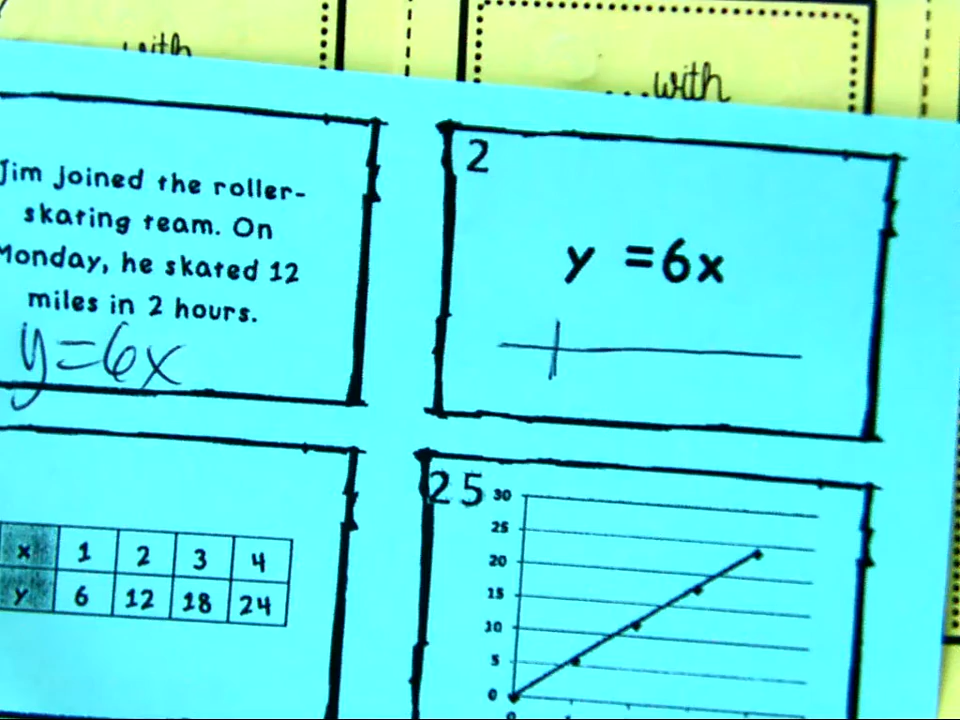 with
...with
Jim joined the roller-
skating team. On
Monday, he skated 12
miles in 2 hours.
y=6x
2
y =6x
x 1 2 3 4
y 6 12 18 24
25
30
25
20
15
10
5
0
0